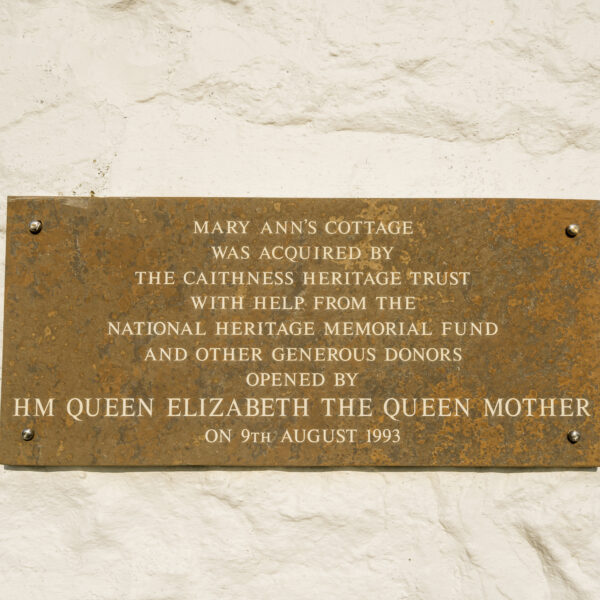 MARY ANN'S COTTAGE
WAS ACQUIRED BY
THE CAITHNESS HERITAGE TRUST
WITH HELP FROM THE
NATIONAL HERITAGE MEMORIAL FUND
AND OTHER GENEROUS DONORS
OPENED BY
HM QUEEN ELIZABETH THE QUEEN MOTHER
ON 9TH AUGUST 1993